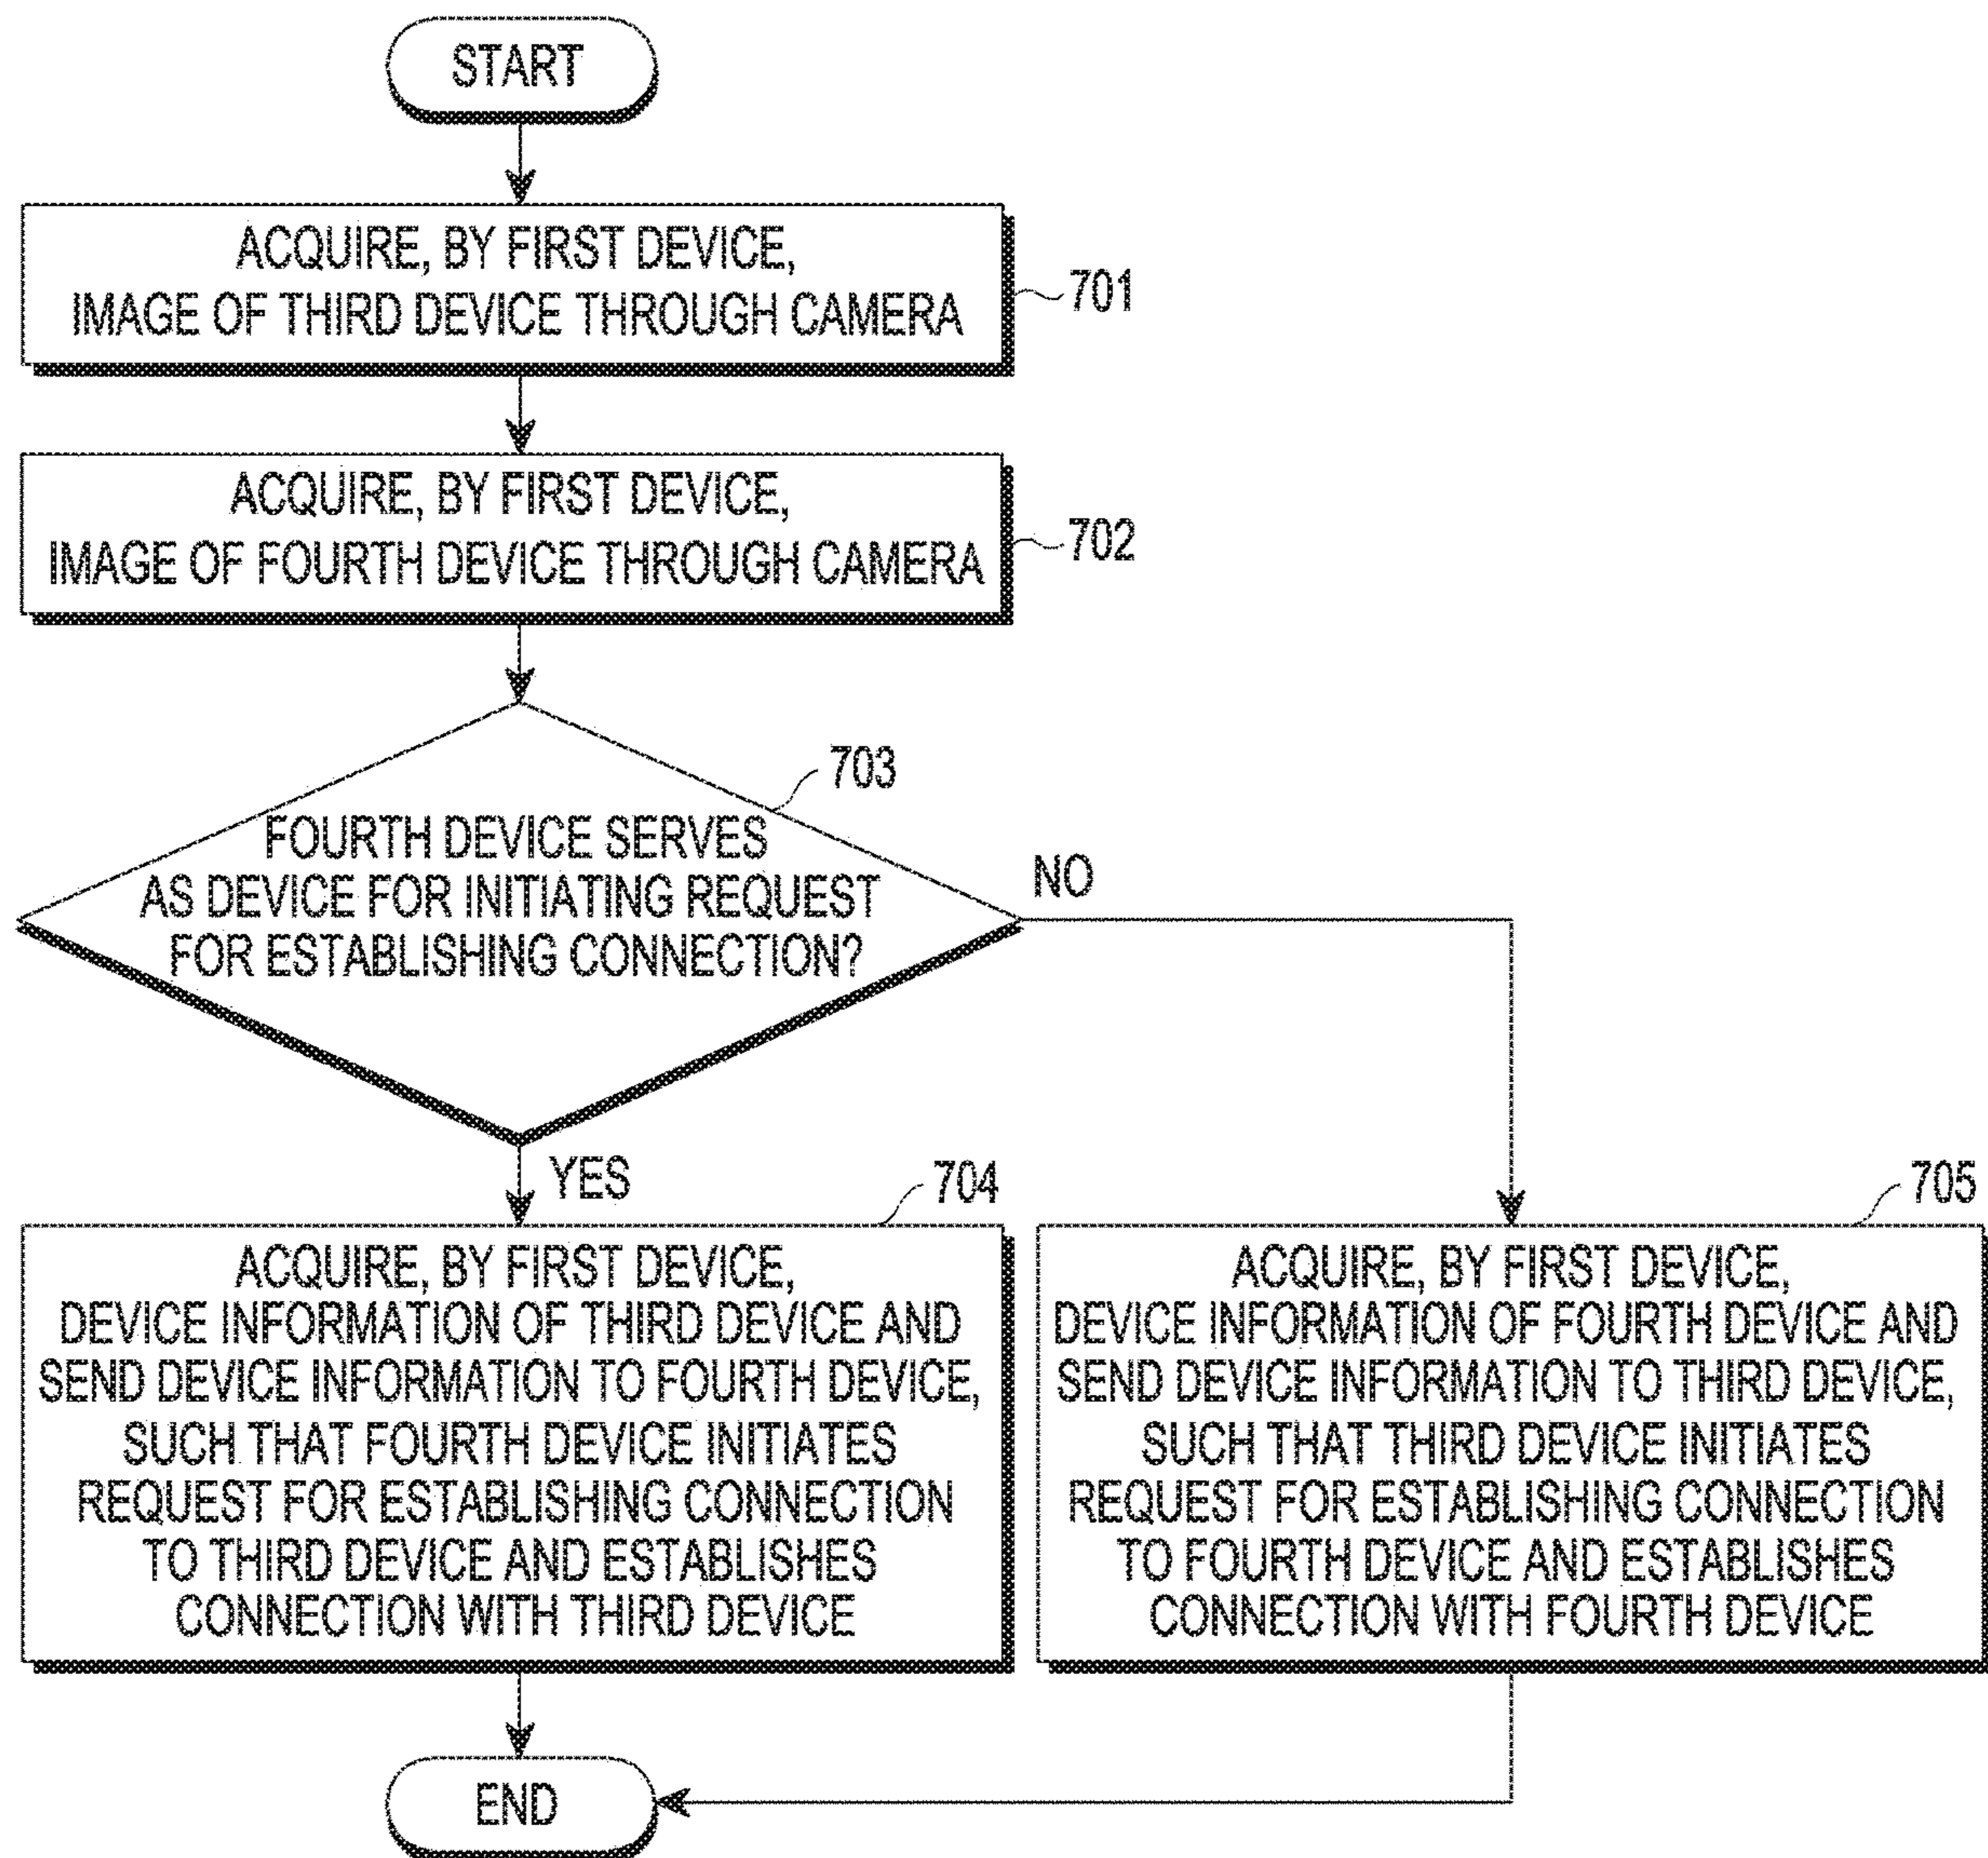 START
ACQUIRE, BY FIRST DEVICE,
IMAGE OF THIRD DEVICE THROUGH CAMERA
701
ACQUIRE, BY FIRST DEVICE,
IMAGE OF FOURTH DEVICE THROUGH CAMERA
702
703
FOURTH DEVICE SERVES
AS DEVICE FOR INITIATING REQUEST
FOR ESTABLISHING CONNECTION?
NO
YES
704
ACQUIRE, BY FIRST DEVICE,
DEVICE INFORMATION OF THIRD DEVICE AND
SEND DEVICE INFORMATION TO FOURTH DEVICE,
SUCH THAT FOURTH DEVICE INITIATES
REQUEST FOR ESTABLISHING CONNECTION
TO THIRD DEVICE AND ESTABLISHES
CONNECTION WITH THIRD DEVICE
705
ACQUIRE, BY FIRST DEVICE,
DEVICE INFORMATION OF FOURTH DEVICE AND
SEND DEVICE INFORMATION TO THIRD DEVICE,
SUCH THAT THIRD DEVICE INITIATES
REQUEST FOR ESTABLISHING CONNECTION
TO FOURTH DEVICE AND ESTABLISHES
CONNECTION WITH FOURTH DEVICE
END